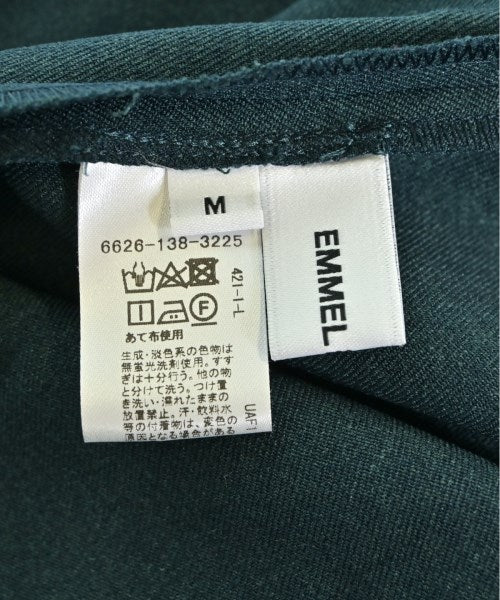 M
EMMEL
6626-138-3225
421-I-L
F
あて布使用
生成・淡色系の色物は
無蛍光洗剤使用。すす
ぎは十分行う。他の物
と分けて洗う。つけ置
き洗い・濡れたままの
放置禁止。汗・飲料水
等の付着物は、変色の
原因となる場合がある
UAF1